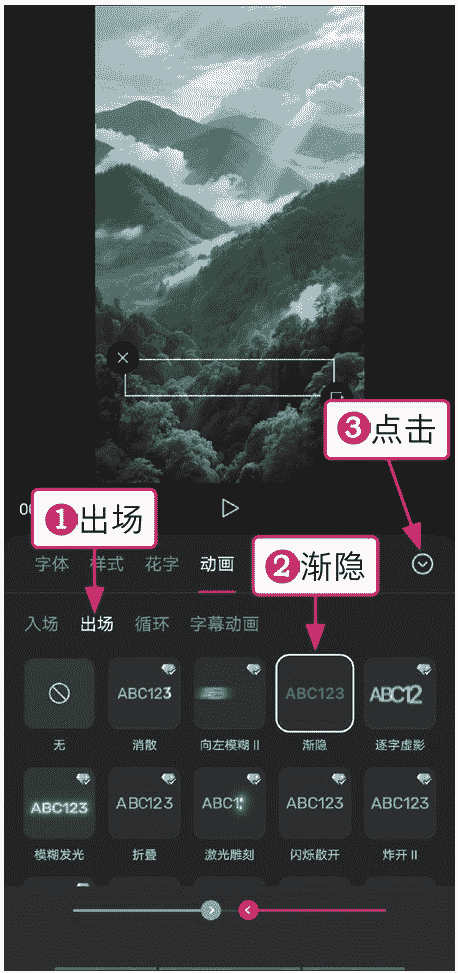 ❸点击
❶出场
❷渐隐
字体 样式 花字 动画
入场 出场 循环 字幕动画
ABC123 ABC123 ABC12
无 消散 向左模糊 II 渐隐 逐字虚影
ABC123 ABC123 ABC1 ABC123 ABC123
模糊发光 折叠 激光雕刻 闪烁散开 炸开 II